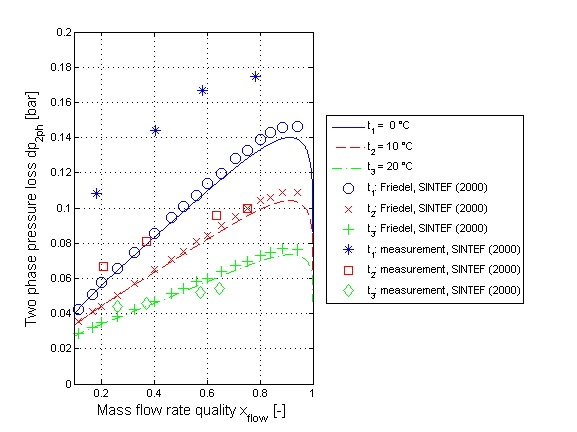 0.2
0.18
0.16
0.14
0.12
0.1
0.08
0.06
0.04
0.02
0
0.2 0.4 0.6 0.8 1
Two phase pressure loss dp2ph [bar]
Mass flow rate quality xflow [-]
t1 = 0 °C
t2 = 10 °C
t3 = 20 °C
t1: Friedel, SINTEF (2000)
t2: Friedel, SINTEF (2000)
t3: Friedel, SINTEF (2000)
t1: measurement, SINTEF (2000)
t2: measurement, SINTEF (2000)
t3: measurement, SINTEF (2000)